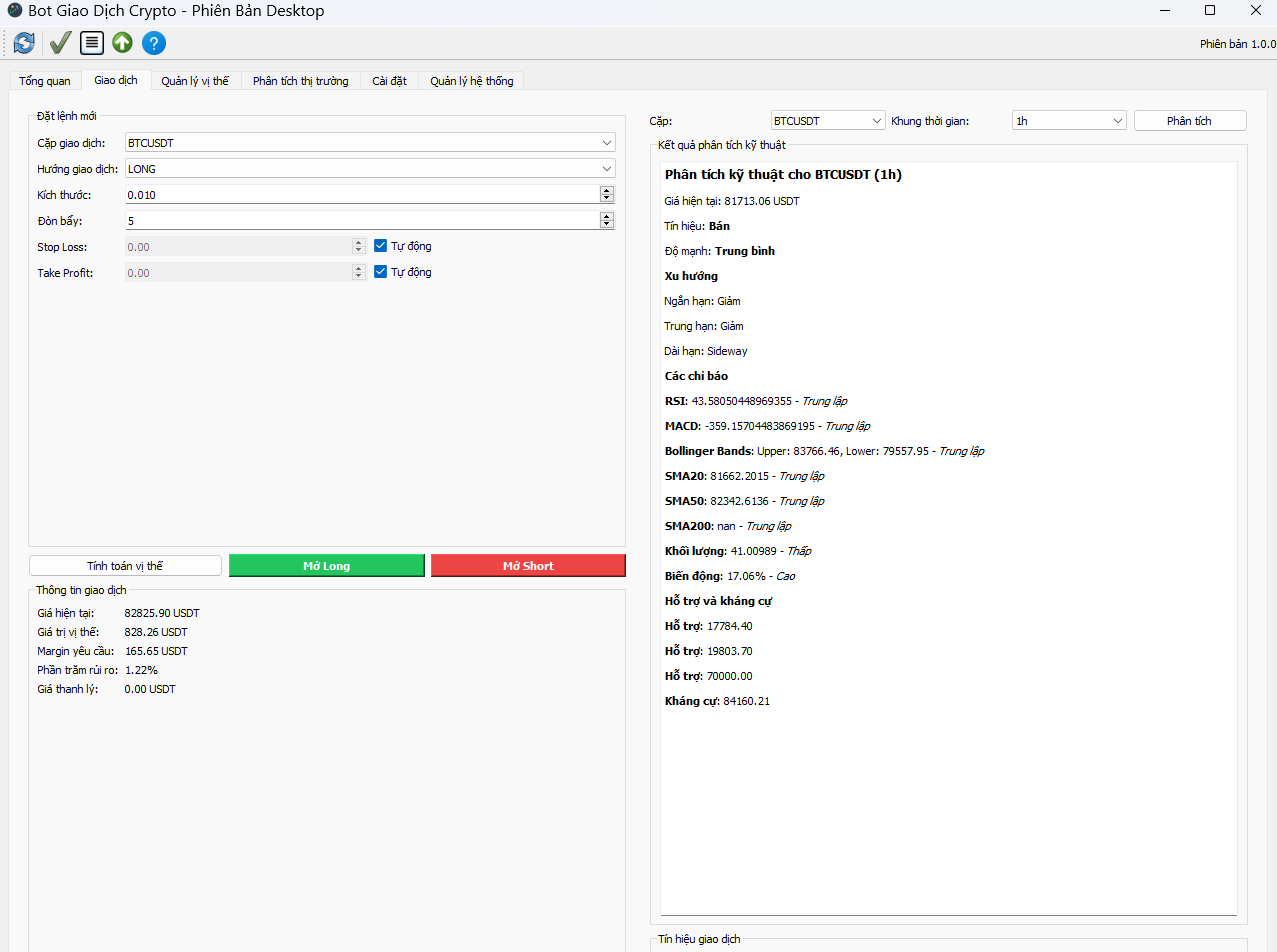 Bot Giao Dịch Crypto - Phiên Bản Desktop
?
Phiên bản 1.0.0
Tổng quan
Giao dịch
Quản lý vị thế
Phân tích thị trường
Cài đặt
Quản lý hệ thống
Đặt lệnh mới
Cặp giao dịch: BTCUSDT
Hướng giao dịch: LONG
Kích thước: 0.010
Đòn bẩy: 5
Stop Loss: 0.00 Tự động
Take Profit: 0.00 Tự động
Tính toán vị thế
Mở Long
Mở Short
Thông tin giao dịch
Giá hiện tại: 82825.90 USDT
Giá trị vị thế: 828.26 USDT
Margin yêu cầu: 165.65 USDT
Phần trăm rủi ro: 1.22%
Giá thanh lý: 0.00 USDT
Cặp: BTCUSDT Khung thời gian: 1h Phân tích
Kết quả phân tích kỹ thuật
Phân tích kỹ thuật cho BTCUSDT (1h)
Giá hiện tại: 81713.06 USDT
Tín hiệu: Bán
Độ mạnh: Trung bình
Xu hướng
Ngắn hạn: Giảm
Trung hạn: Giảm
Dài hạn: Sideway
Các chỉ báo
RSI: 43.58050448969355 - Trung lập
MACD: -359.15704483869195 - Trung lập
Bollinger Bands: Upper: 83766.46, Lower: 79557.95 - Trung lập
SMA20: 81662.2015 - Trung lập
SMA50: 82342.6136 - Trung lập
SMA200: nan - Trung lập
Khối lượng: 41.00989 - Thấp
Biến động: 17.06% - Cao
Hỗ trợ và kháng cự
Hỗ trợ: 17784.40
Hỗ trợ: 19803.70
Hỗ trợ: 70000.00
Kháng cự: 84160.21
Tín hiệu giao dịch